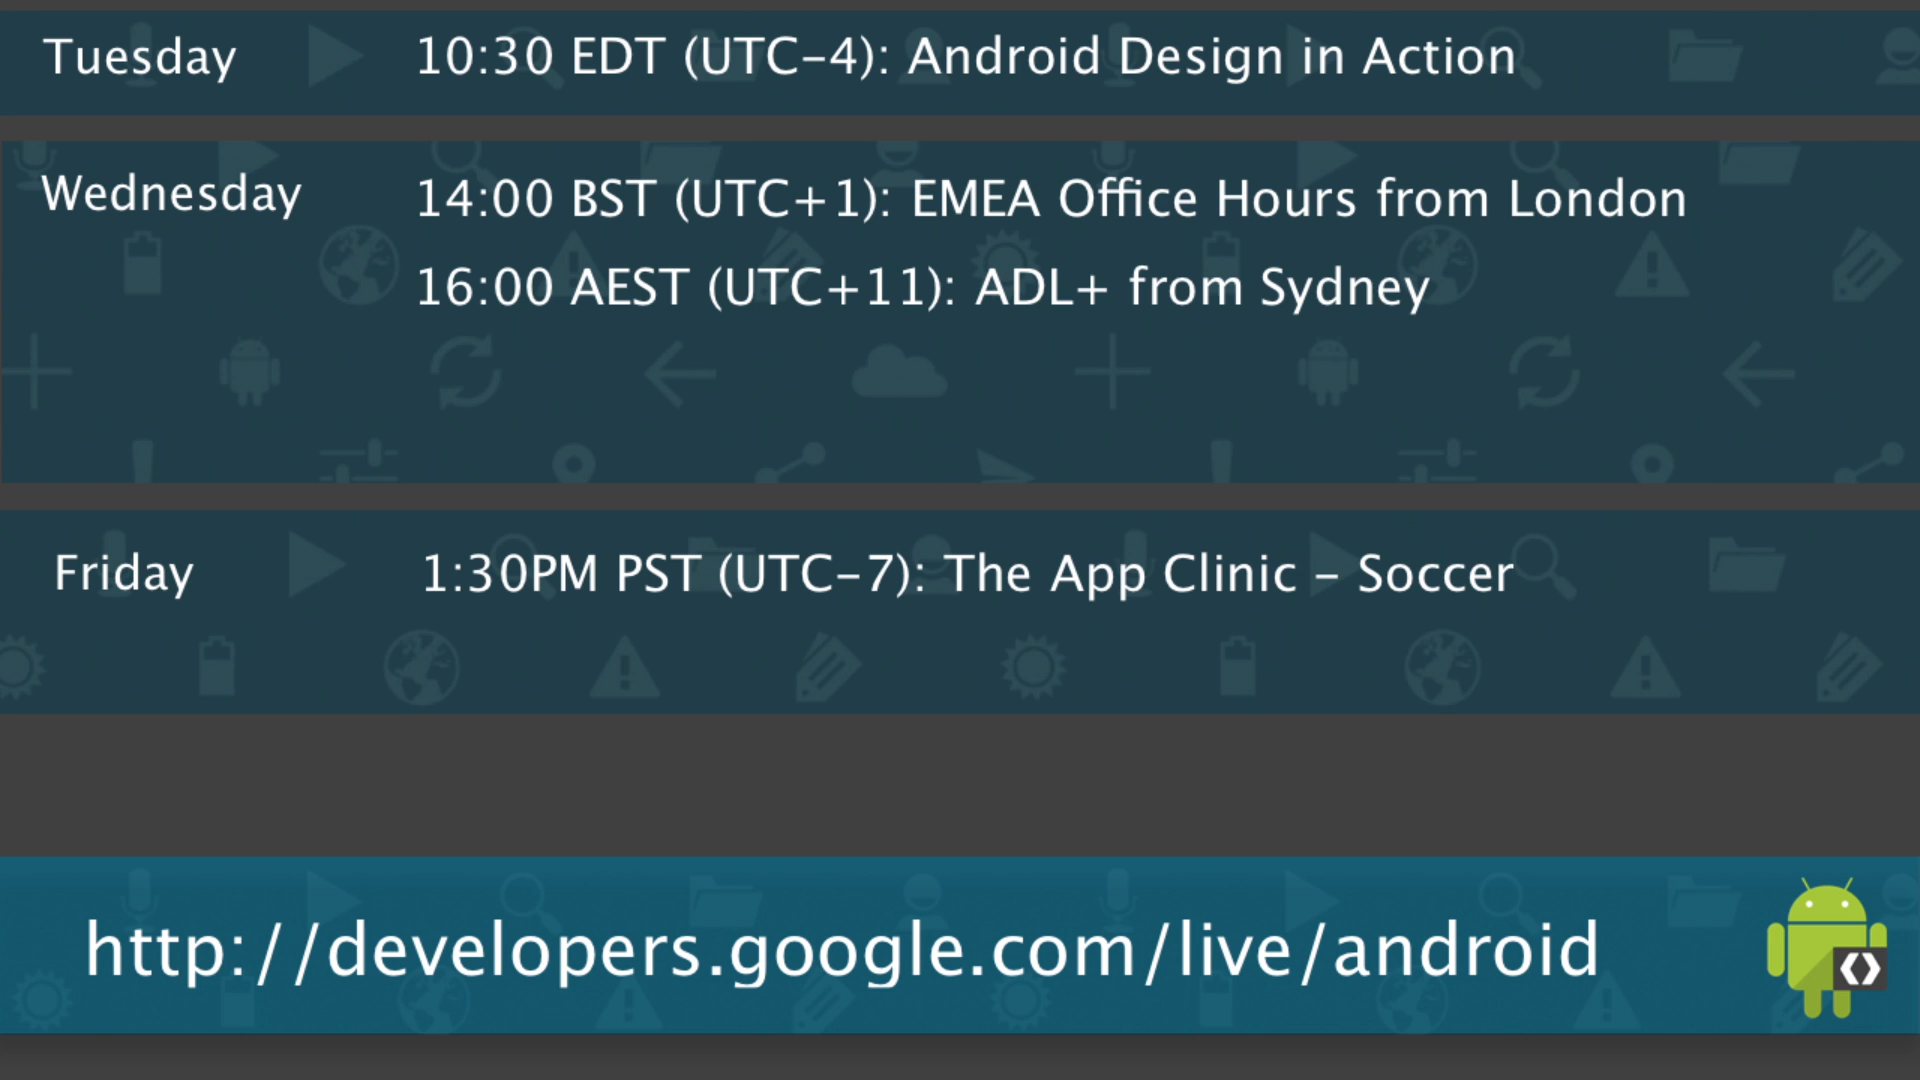 Tuesday 10:30 EDT (UTC-4): Android Design in Action
Wednesday 14:00 BST (UTC+1): EMEA Office Hours from London
16:00 AEST (UTC+11): ADL+ from Sydney
Friday 1:30PM PST (UTC-7): The App Clinic - Soccer
http://developers.google.com/live/android